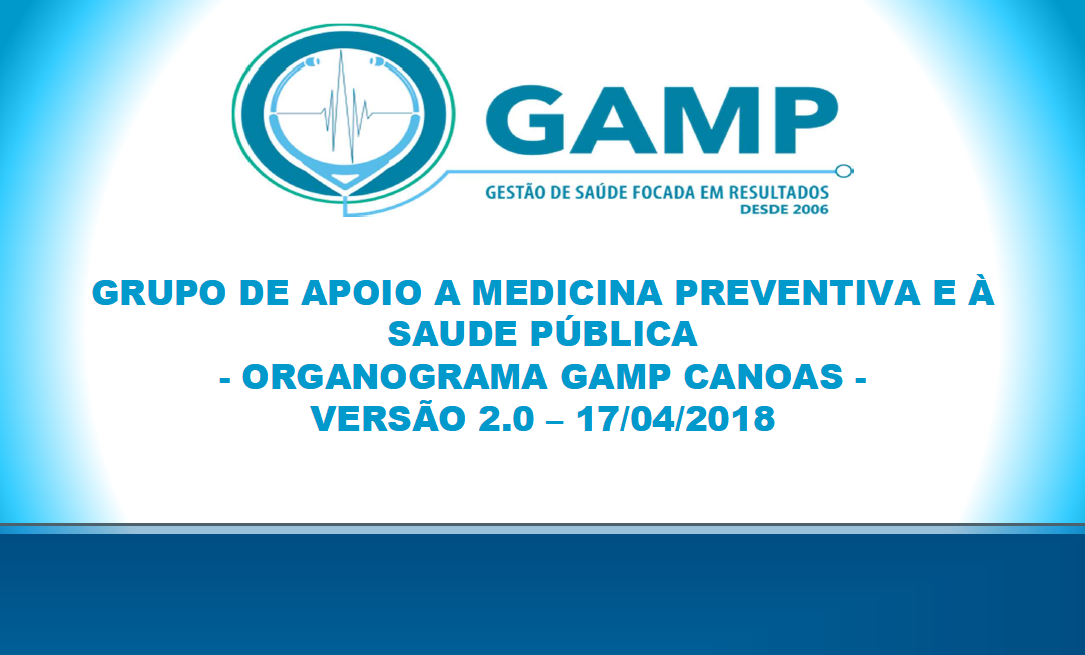 GAMP
GESTÃO DE SAÚDE FOCADA EM RESULTADOS
DESDE 2006
GRUPO DE APOIO A MEDICINA PREVENTIVA E À
SAUDE PÚBLICA
- ORGANOGRAMA GAMP CANOAS -
VERSÃO 2.0 – 17/04/2018